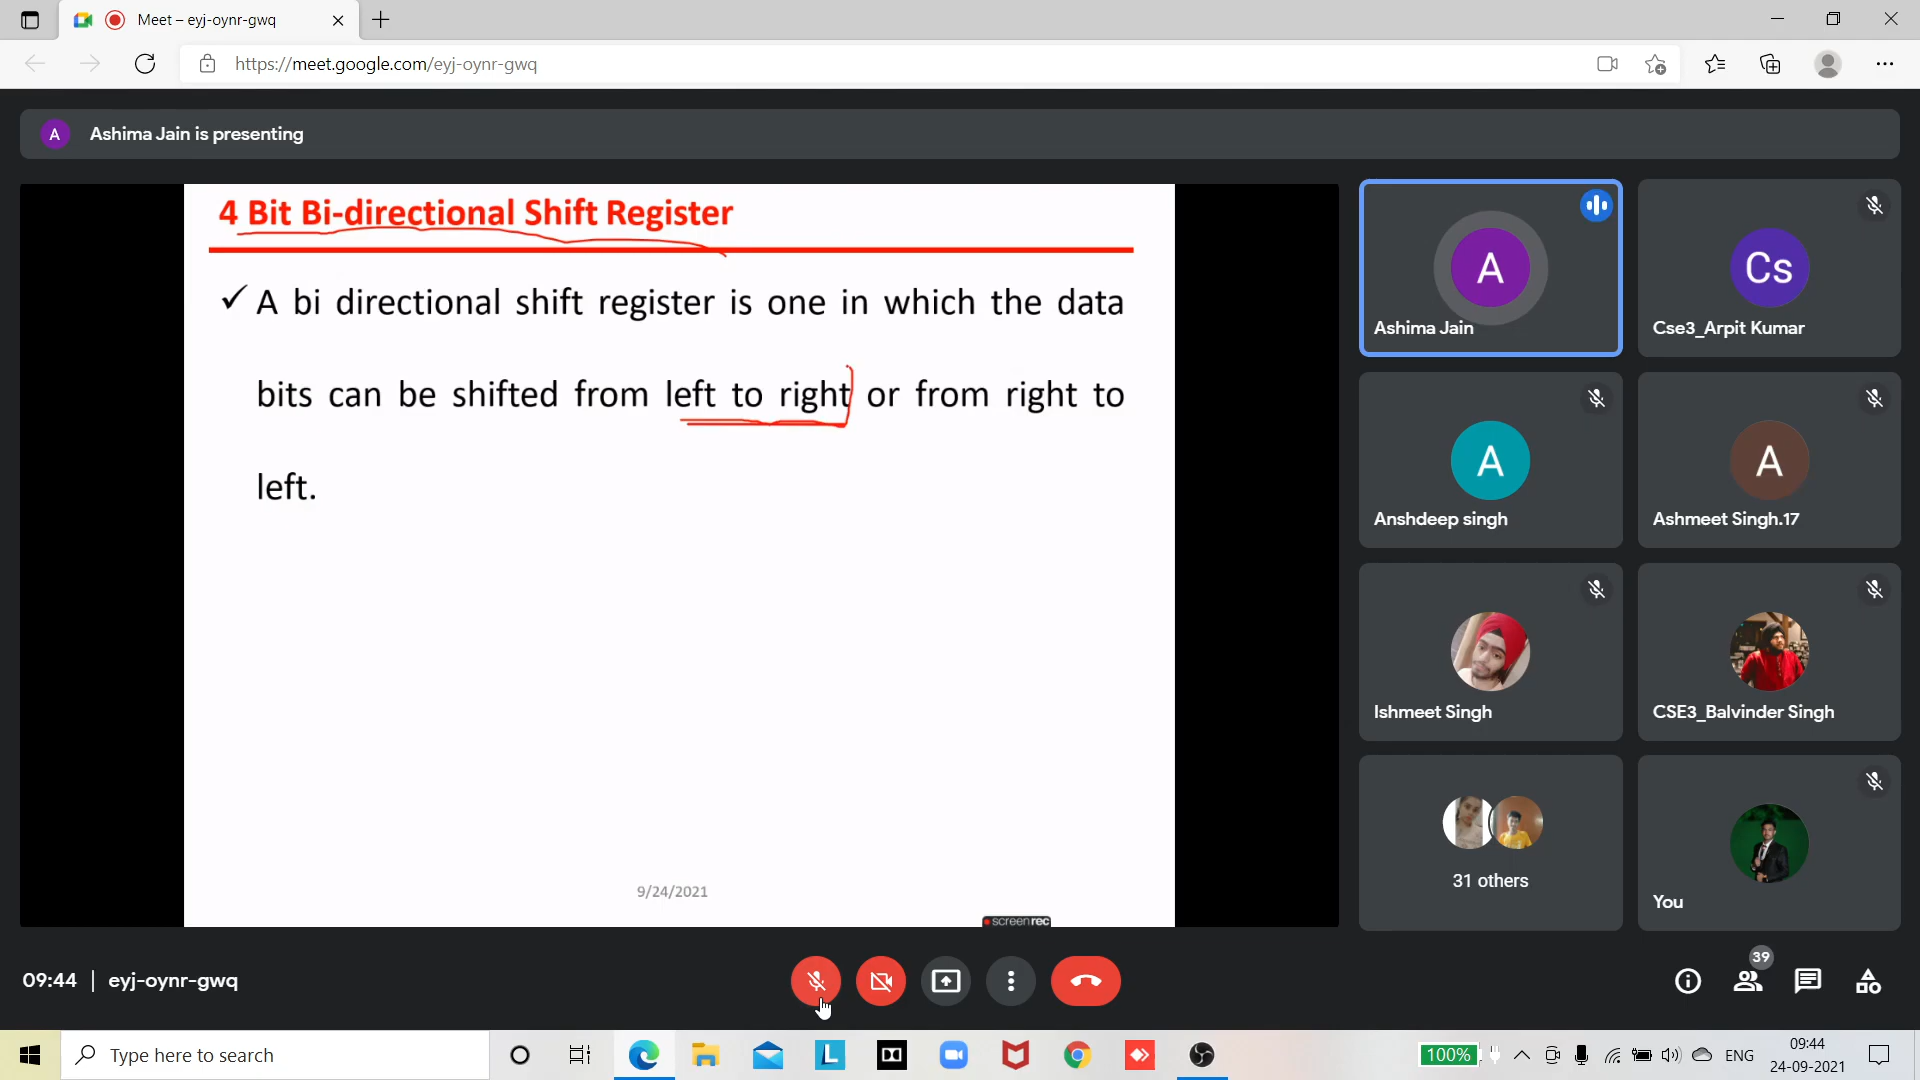 Meet – eyj-oynr-gwq
https://meet.google.com/eyj-oynr-gwq
A Ashima Jain is presenting
4 Bit Bi-directional Shift Register
✓ A bi directional shift register is one in which the data
bits can be shifted from left to right or from right to
left.
9/24/2021
screenrec
A
Ashima Jain
Cs
Cse3_Arpit Kumar
A
Anshdeep singh
A
Ashmeet Singh.17
Ishmeet Singh
CSE3_Balvinder Singh
31 others
You
09:44 | eyj-oynr-gwq
39
Type here to search
L
100%
ENG
09:44
24-09-2021